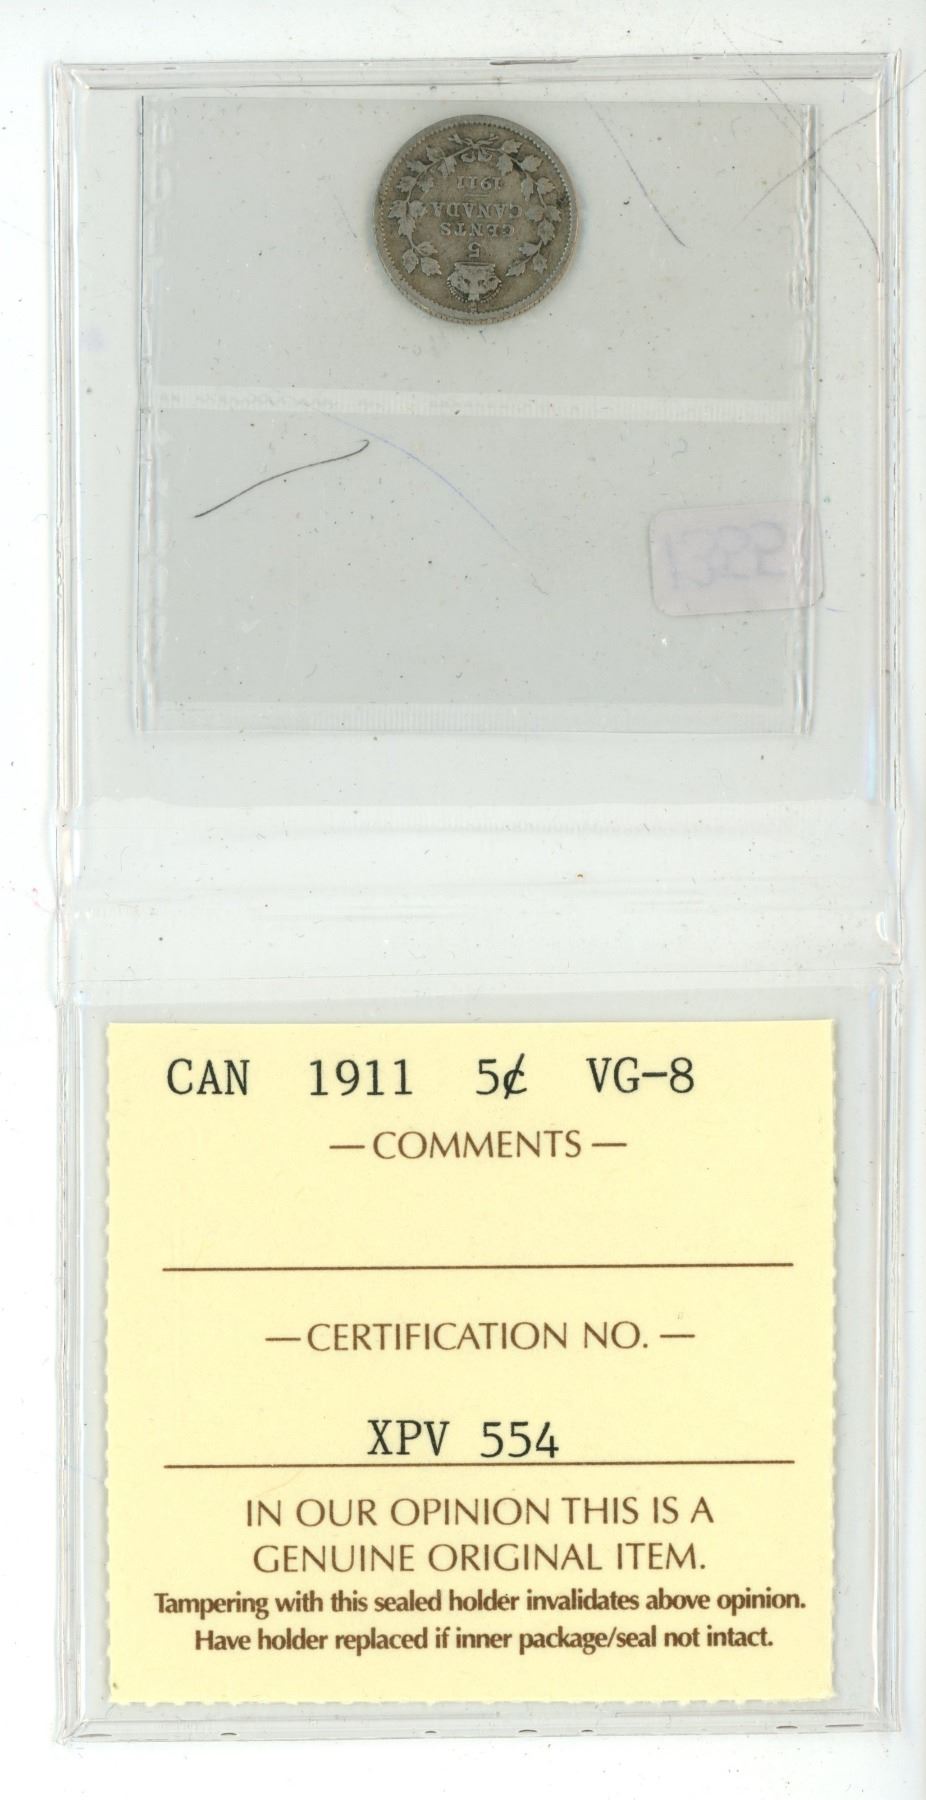 5
CENTS
CANADA
1911
CAN 1911 5¢ VG-8
—COMMENTS—
—CERTIFICATION NO.—
XPV 554
IN OUR OPINION THIS IS A
GENUINE ORIGINAL ITEM.
Tampering with this sealed holder invalidates above opinion.
Have holder replaced if inner package/seal not intact.